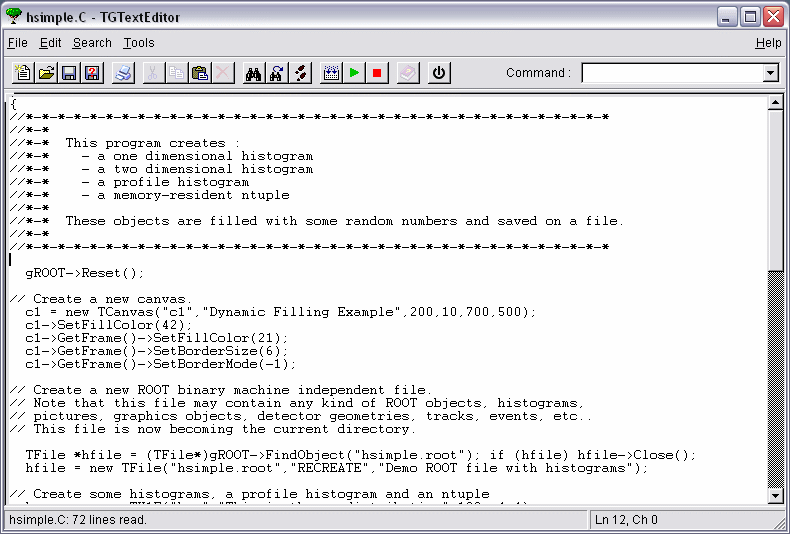 hsimple.C - TGTextEditor
File Edit Search Tools Help
Command :
{
//*-*-*-*-*-*-*-*-*-*-*-*-*-*-*-*-*-*-*-*-*-*-*-*-*-*-*-*-*-*-*-*-*-*-*-*-*
//*-*
//*-*  This program creates :
//*-*    - a one dimensional histogram
//*-*    - a two dimensional histogram
//*-*    - a profile histogram
//*-*    - a memory-resident ntuple
//*-*
//*-*  These objects are filled with some random numbers and saved on a file.
//*-*
//*-*-*-*-*-*-*-*-*-*-*-*-*-*-*-*-*-*-*-*-*-*-*-*-*-*-*-*-*-*-*-*-*-*-*-*-*
  gROOT->Reset();
// Create a new canvas.
  c1 = new TCanvas("c1","Dynamic Filling Example",200,10,700,500);
  c1->SetFillColor(42);
  c1->GetFrame()->SetFillColor(21);
  c1->GetFrame()->SetBorderSize(6);
  c1->GetFrame()->SetBorderMode(-1);
// Create a new ROOT binary machine independent file.
// Note that this file may contain any kind of ROOT objects, histograms,
// pictures, graphics objects, detector geometries, tracks, events, etc..
// This file is now becoming the current directory.
  TFile *hfile = (TFile*)gROOT->FindObject("hsimple.root"); if (hfile) hfile->Close();
  hfile = new TFile("hsimple.root","RECREATE","Demo ROOT file with histograms");
// Create some histograms, a profile histogram and an ntuple
hsimple.C: 72 lines read.
Ln 12, Ch 0